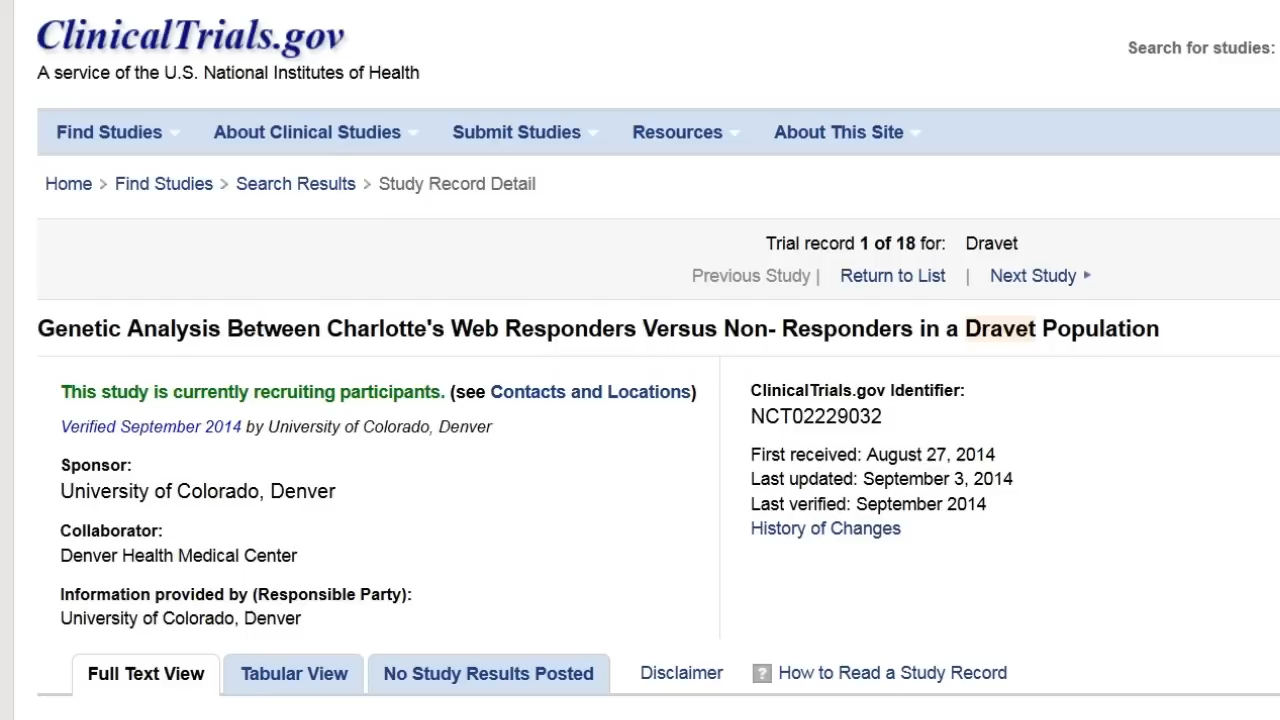 ClinicalTrials.gov
A service of the U.S. National Institutes of Health
Search for studies:
Find Studies About Clinical Studies Submit Studies Resources About This Site
Home > Find Studies > Search Results > Study Record Detail
Trial record 1 of 18 for: Dravet
Previous Study | Return to List | Next Study ▸
Genetic Analysis Between Charlotte's Web Responders Versus Non- Responders in a Dravet Population
This study is currently recruiting participants. (see Contacts and Locations)
Verified September 2014 by University of Colorado, Denver
Sponsor:
University of Colorado, Denver
Collaborator:
Denver Health Medical Center
Information provided by (Responsible Party):
University of Colorado, Denver
ClinicalTrials.gov Identifier:
NCT02229032
First received: August 27, 2014
Last updated: September 3, 2014
Last verified: September 2014
History of Changes
Full Text View Tabular View No Study Results Posted Disclaimer ? How to Read a Study Record